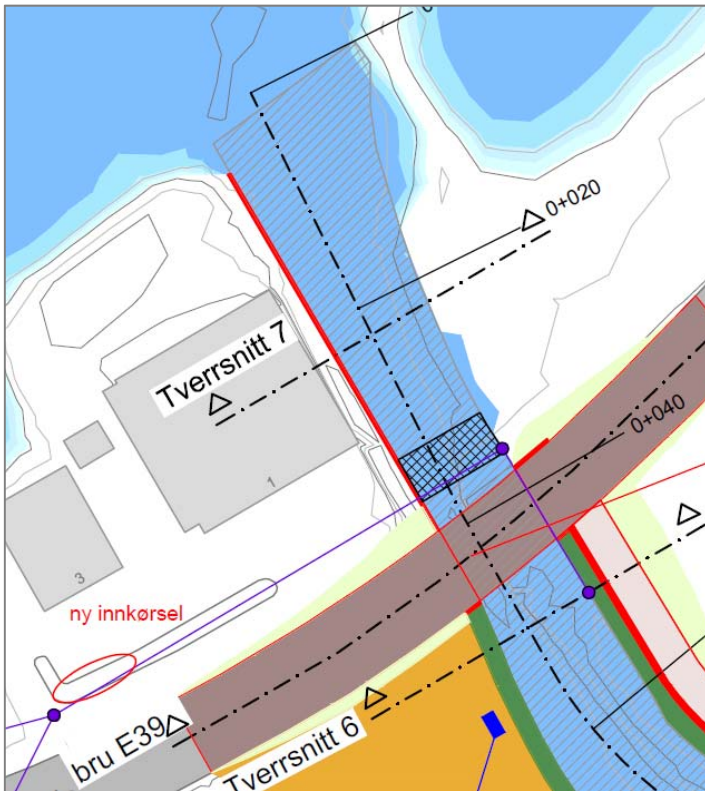 0+020
Tverrsnitt 7
0+040
1
3
ny innkørsel
bru E39
Tverrsnitt 6